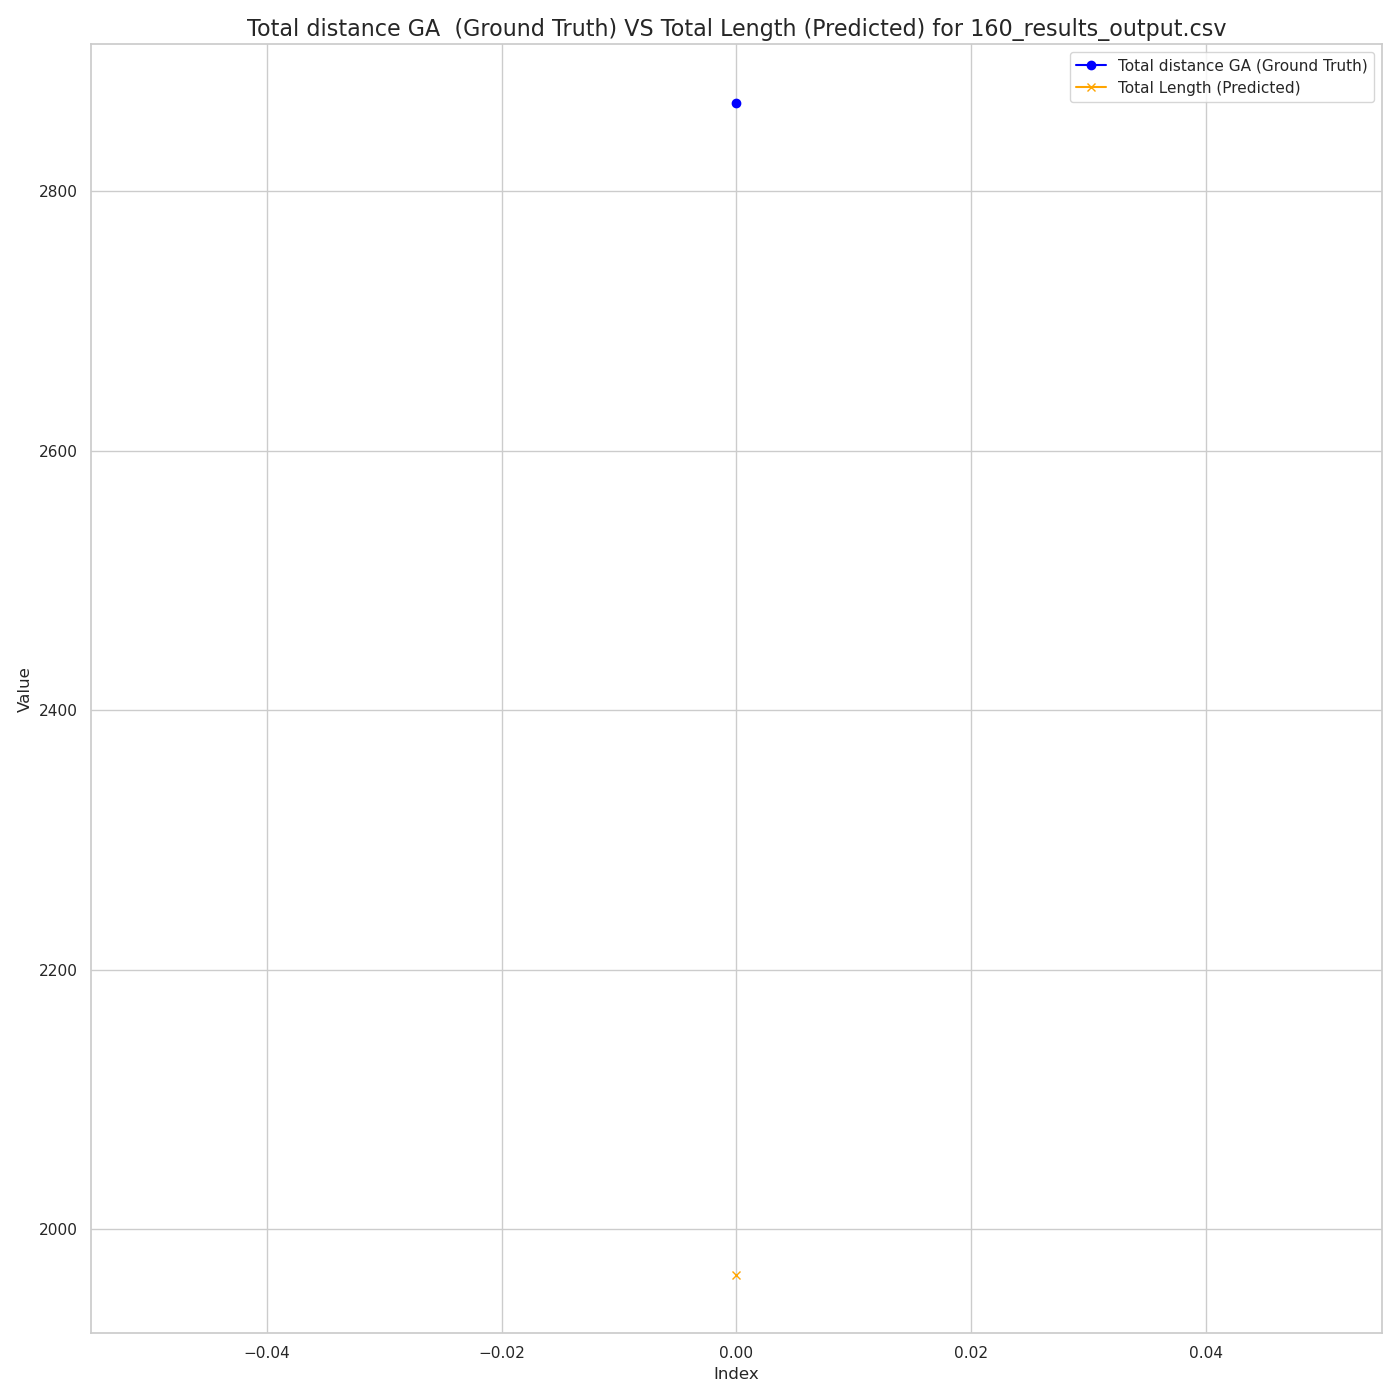 Total distance GA  (Ground Truth) VS Total Length (Predicted) for 160_results_output.csv
Total distance GA (Ground Truth)
Total Length (Predicted)
2800
2600
2400
2200
2000
Value
−0.04
−0.02
0.00
0.02
0.04
Index